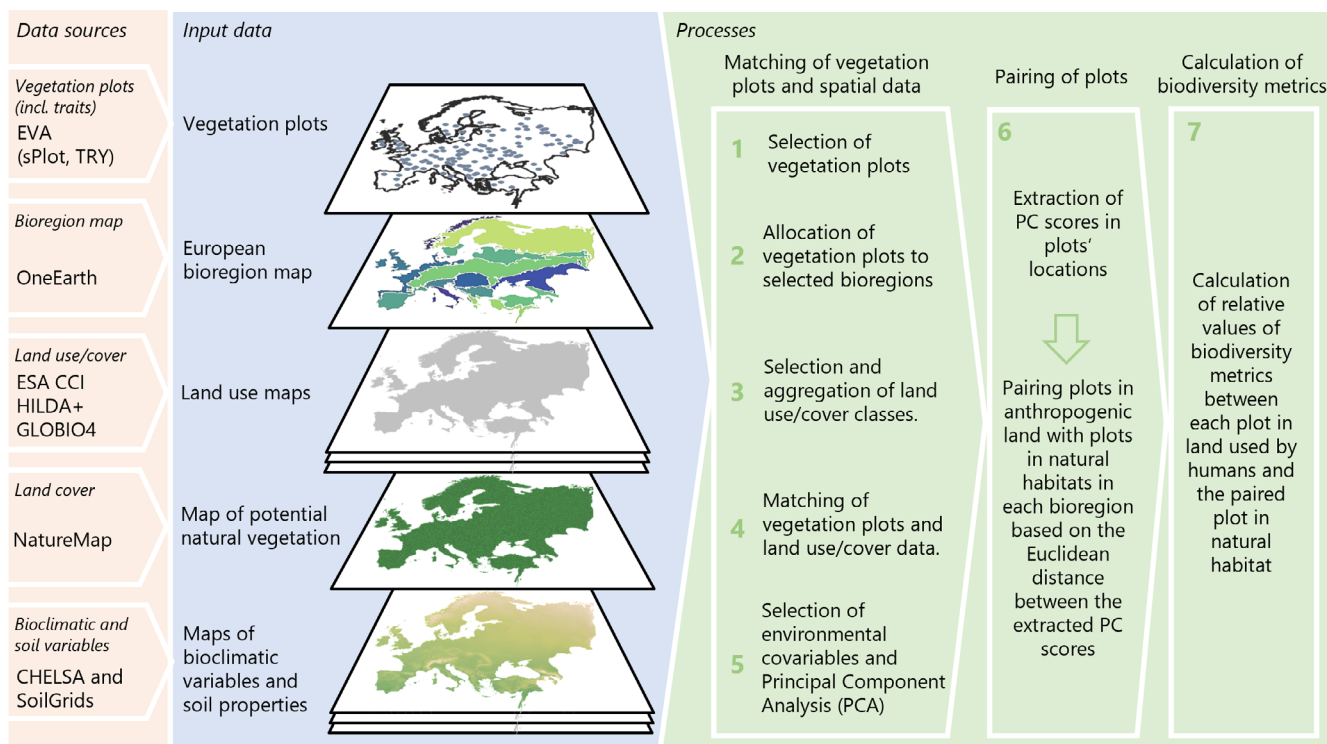 Data sources
Vegetation plots
(incl. traits)
EVA
(sPlot, TRY)
Bioregion map
OneEarth
Land use/cover
ESA CCI
HILDA+
GLOBIO4
Land cover
NatureMap
Bioclimatic and
soil variables
CHELSA and
SoilGrids
Input data
Vegetation plots
European
bioregion map
Land use maps
Map of potential
natural vegetation
Maps of
bioclimatic
variables and
soil properties
Processes
Matching of vegetation
plots and spatial data
1
Selection of
vegetation plots
2
Allocation of
vegetation plots to
selected bioregions
3
Selection and
aggregation of land
use/cover classes.
4
Matching of
vegetation plots and
land use/cover data.
5
Selection of
environmental
covariables and
Principal Component
Analysis (PCA)
Pairing of plots
6
Extraction of
PC scores in
plots‘
locations
Pairing plots in
anthropogenic
land with plots
in natural
habitats in
each bioregion
based on the
Euclidean
distance
between the
extracted PC
scores
Calculation of
biodiversity metrics
7
Calculation
of relative
values of
biodiversity
metrics
between
each plot in
land used by
humans and
the paired
plot in
natural
habitat